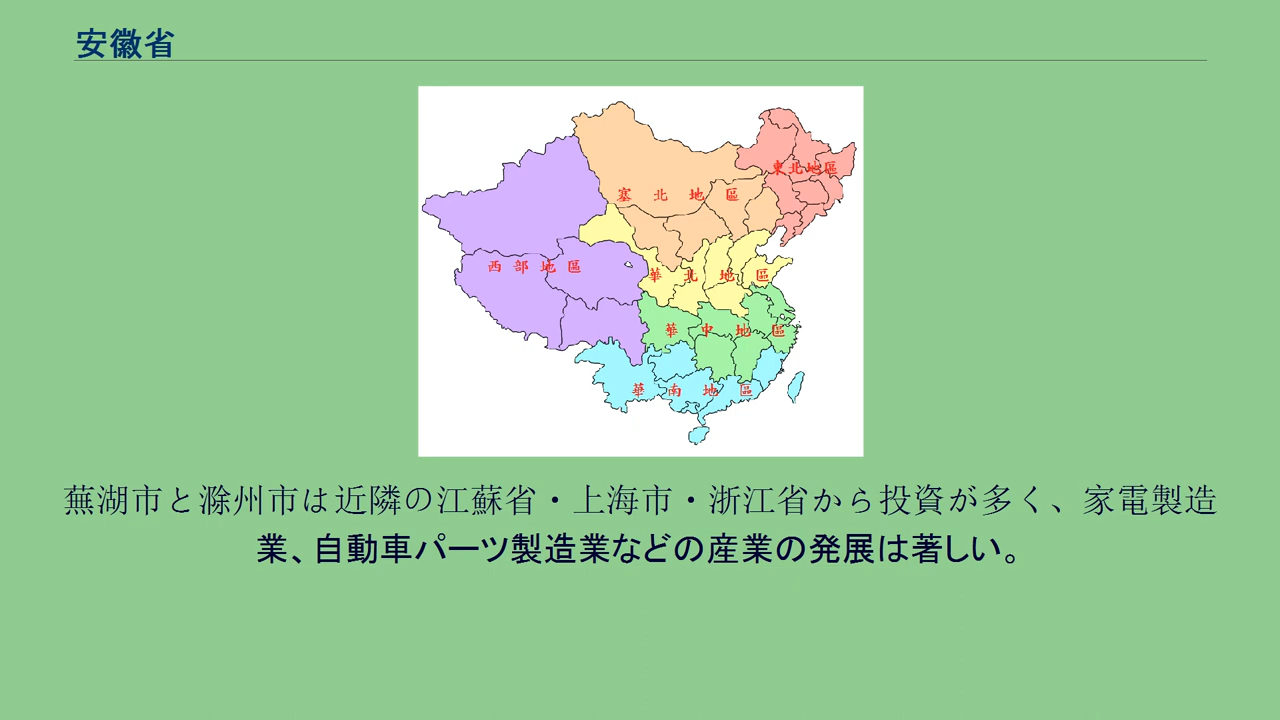 安徽省
東北地區
塞北地區
西部地區
華北地區
華中地區
華南地區
蕪湖市と滁州市は近隣の江蘇省・上海市・浙江省から投資が多く、家電製造
業、自動車パーツ製造業などの産業の発展は著しい。